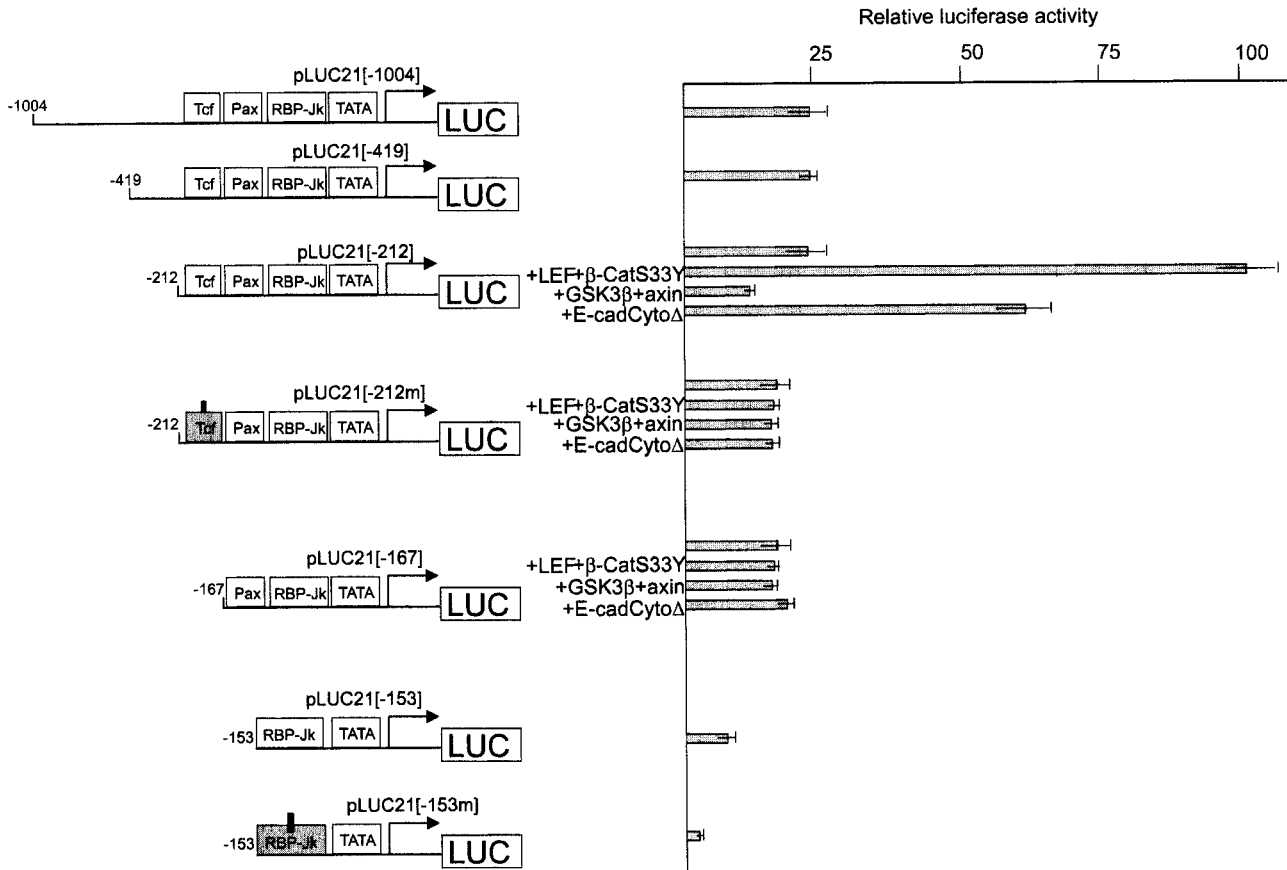 Relative luciferase activity
25 50 75 100
pLUC21[-1004]
-1004 Tcf Pax RBP-Jk TATA LUC
pLUC21[-419]
-419 Tcf Pax RBP-Jk TATA LUC
pLUC21[-212]
-212 Tcf Pax RBP-Jk TATA LUC
+LEF+β-CatS33Y
+GSK3β+axin
+E-cadCytoΔ
pLUC21[-212m]
-212 Tcf Pax RBP-Jk TATA LUC
+LEF+β-CatS33Y
+GSK3β+axin
+E-cadCytoΔ
pLUC21[-167]
-167 Pax RBP-Jk TATA LUC
+LEF+β-CatS33Y
+GSK3β+axin
+E-cadCytoΔ
pLUC21[-153]
-153 RBP-Jk TATA LUC
pLUC21[-153m]
-153 RBP-Jk TATA LUC